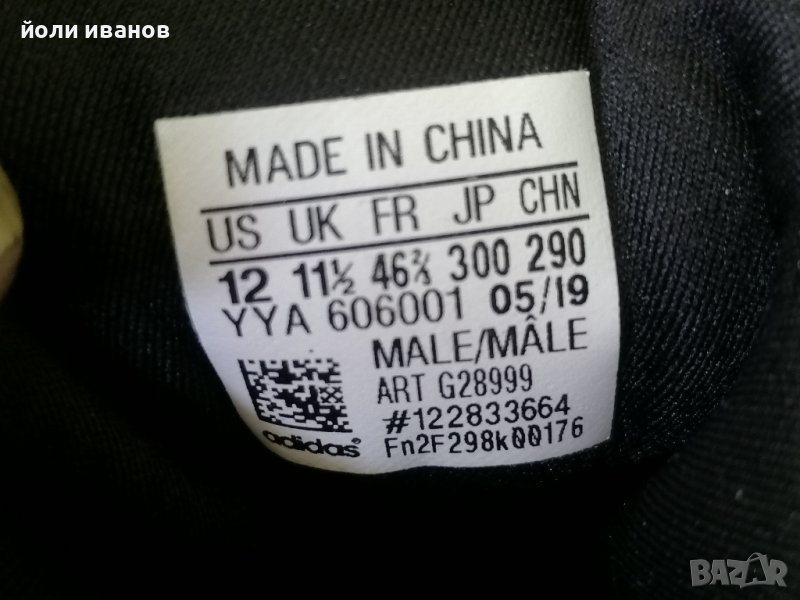 йоли иванов
MADE IN CHINA
US UK FR JP CHN
12 11½ 46⅔ 300 290
YYA 606001 05/19
MALE/MÂLE
ART G28999
#122833664
adidas
Fn2F298k00176
BAZAR